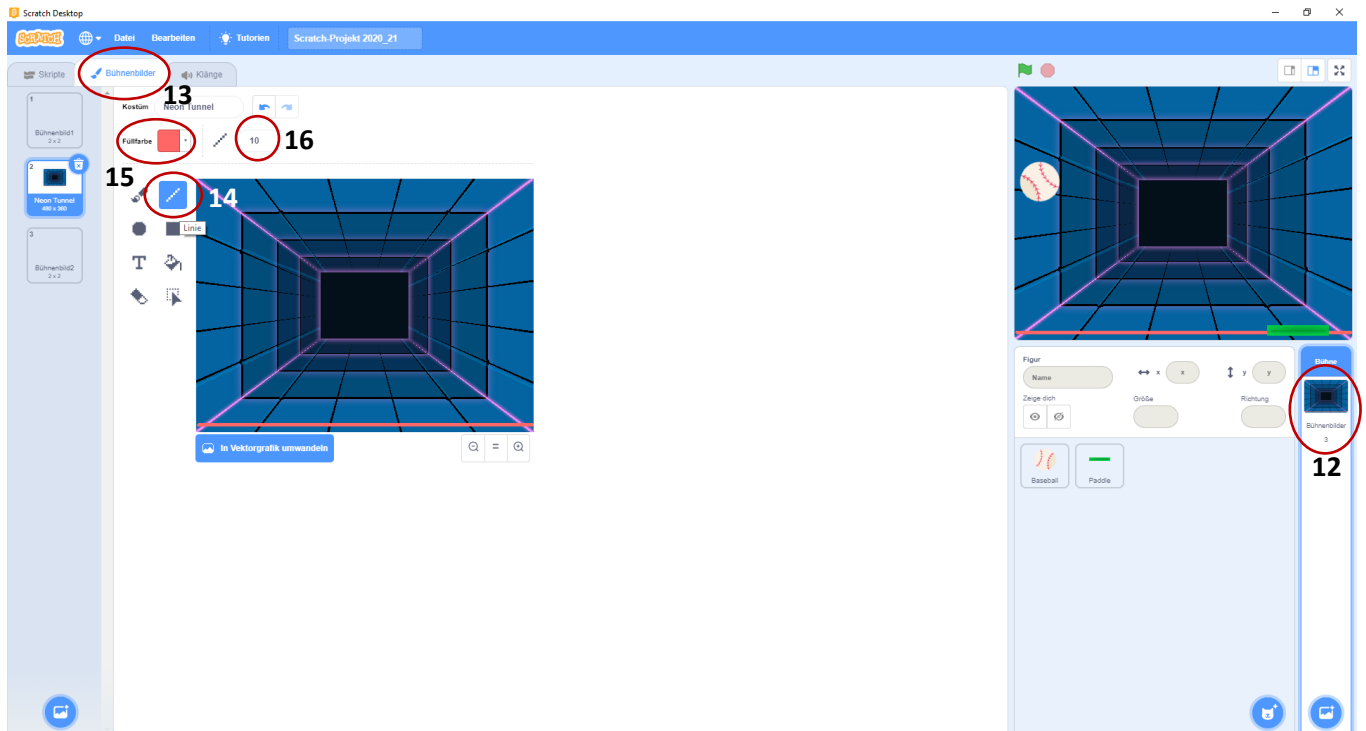 Scratch Desktop
SCRATCH
Datei Bearbeiten Tutorien Scratch-Projekt 2020_21
Skripte Bühnenbilder Klänge
13
1
Bühnenbild1
2 x 2
2
Neon Tunnel
480 x 360
3
Bühnenbild2
2 x 2
Kostüm Neon Tunnel
Füllfarbe 10 16
15
14
Linie
T
In Vektorgrafik umwandeln
=
Figur
Name x x y y
Zeige dich Größe Richtung
Baseball Paddle
Bühne
Bühnenbilder
3
12